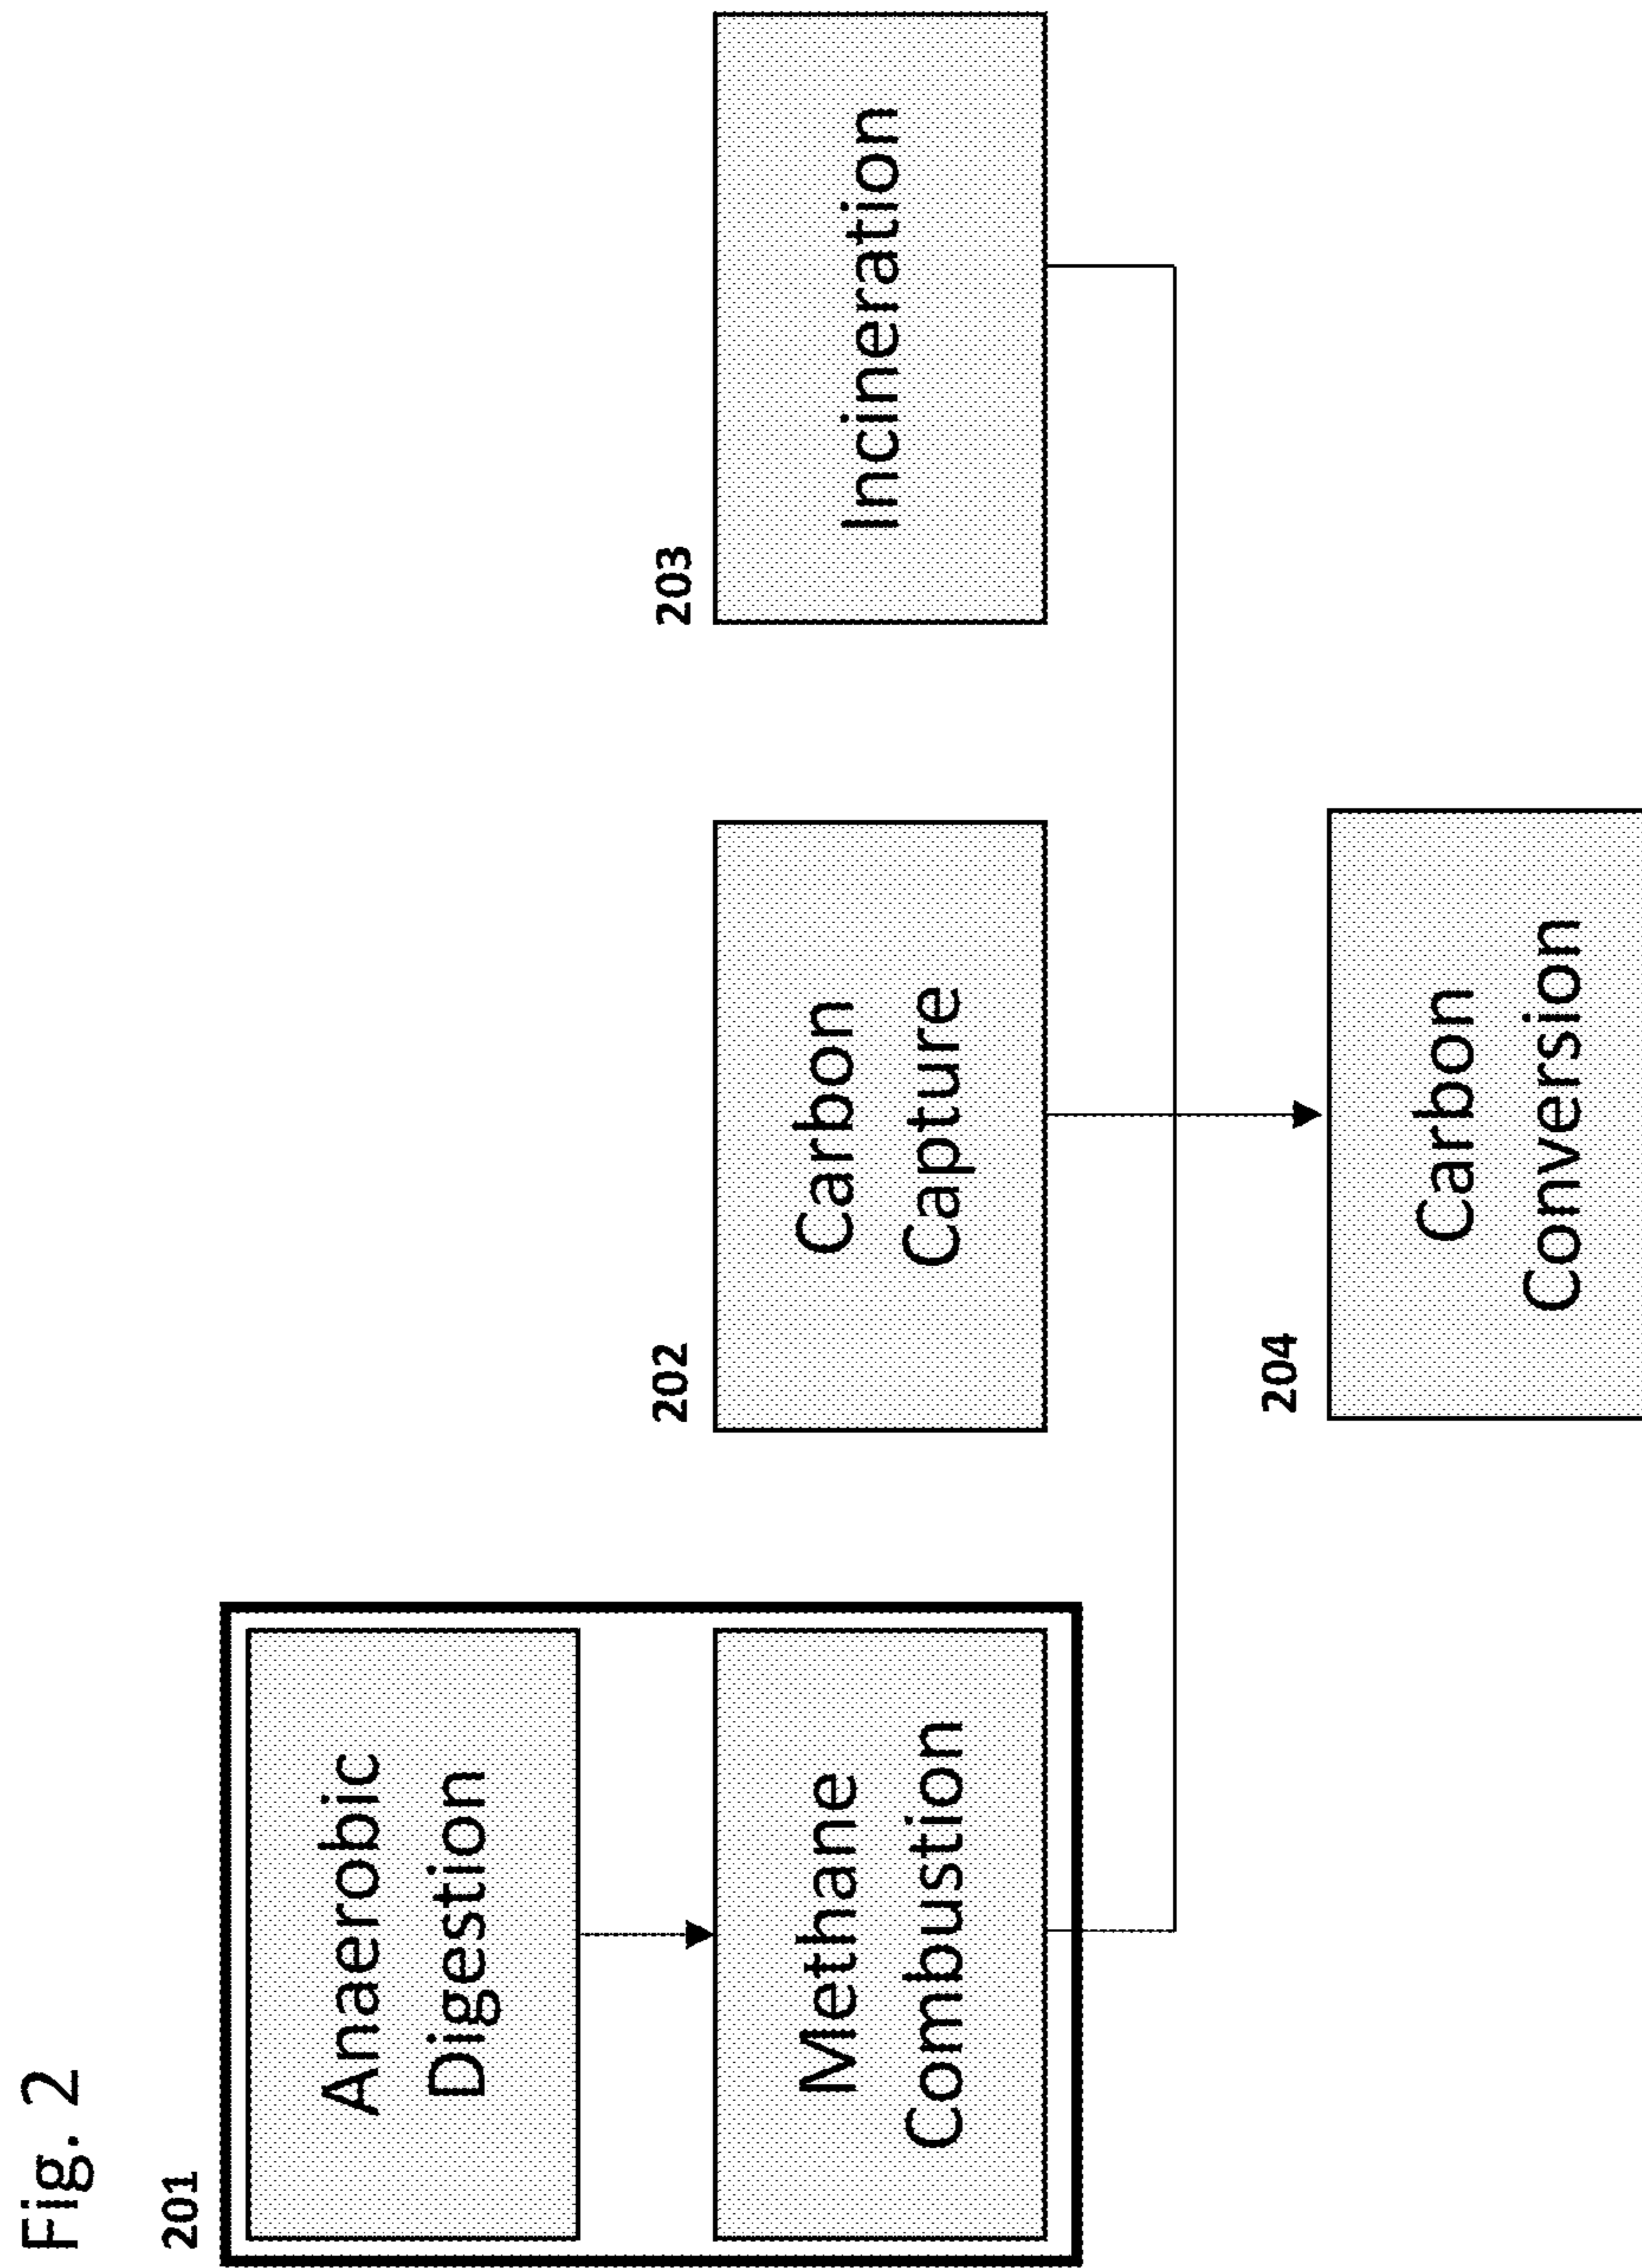 Fig. 2
201
Anaerobic
Digestion
Methane
Combustion
202
Carbon
Capture
203
Incineration
204
Carbon
Conversion